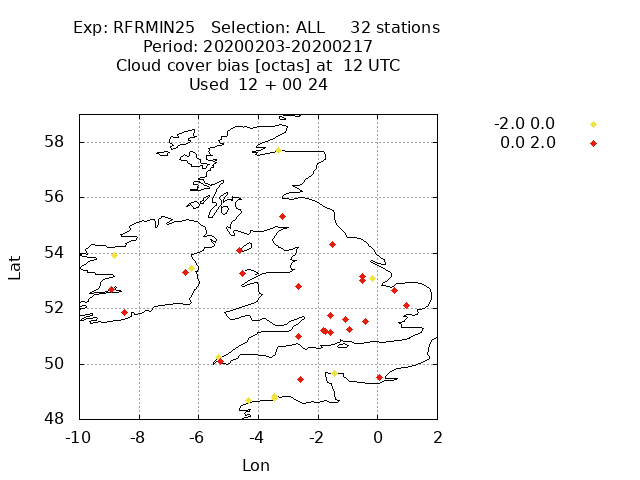 Exp: RFRMIN25   Selection: ALL     32 stations
Period: 20200203-20200217
Cloud cover bias [octas] at  12 UTC
Used  12 + 00 24
-2.0 0.0
0.0 2.0
58
56
54
52
50
48
Lat
-10 -8 -6 -4 -2 0 2
Lon